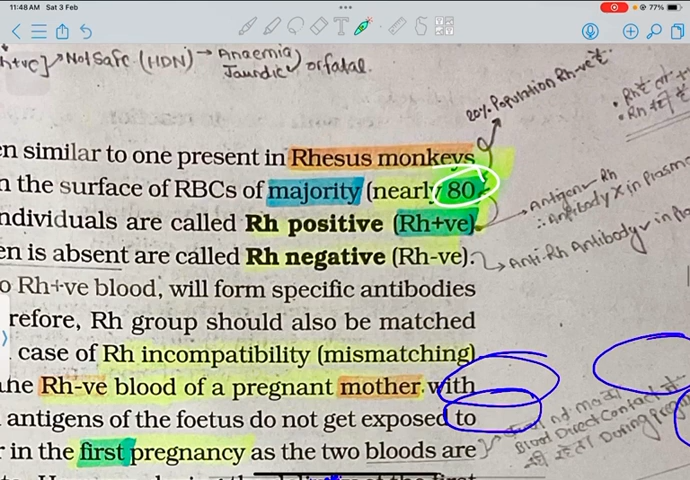 11:48 AM Sat 3 Feb
77%
h+ve] → Not Safe (HDN) → Anaemia
Jaundice or fatal.
20% Population Rh-ve है
en similar to one present in Rhesus monkeys
n the surface of RBCs of majority (nearly 80
ndividuals are called Rh positive (Rh+ve).
en is absent are called Rh negative (Rh-ve).
o Rh+ve blood, will form specific antibodies
refore, Rh group should also be matched
case of Rh incompatibility (mismatching)
he Rh-ve blood of a pregnant mother with
antigens of the foetus do not get exposed to
r in the first pregnancy as the two bloods are
Antigen Rh
∴ Antibody X in Plasma
Anti-Rh Antibody ✓ in
Blood Direct Contact
During